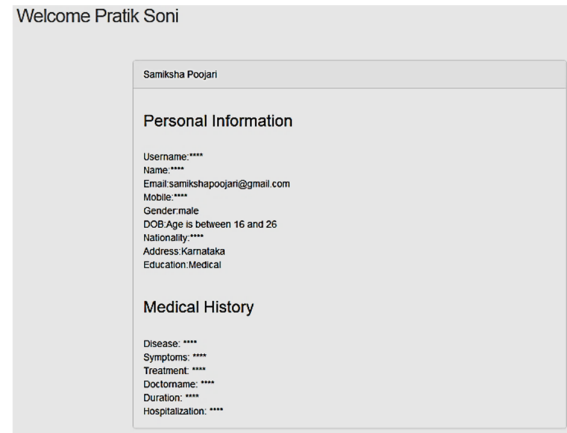 Welcome Pratik Soni
Samiksha Poojari
Personal Information
Username:****
Name:****
Email:samikshapoojari@gmail.com
Mobile:****
Gender:male
DOB:Age is between 16 and 26
Nationality:****
Address:Karnataka
Education:Medical
Medical History
Disease: ****
Symptoms: ****
Treatment: ****
Doctorname: ****
Duration: ****
Hospitalization: ****